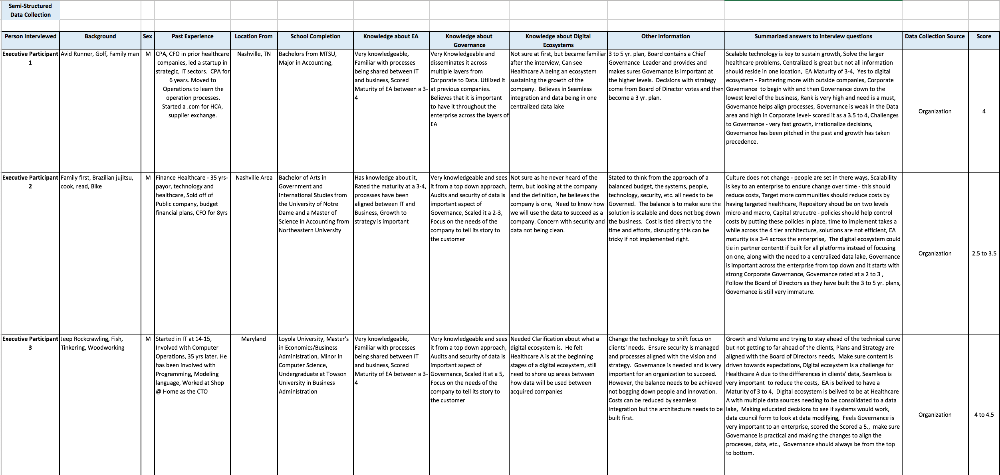 Semi-Structured
Data Collection
Person Interviewed
Background
Sex
Past Experience
Location From
School Completion
Knowledge about EA
Knowledge about
Governance
Knowledge about Digital
Ecosystems
Other Information
Summarized answers to interview questions
Data Collection Source
Score
Executive Participant
1
Avid Runner, Golf, Family man
M
CPA, CFO in prior healthcare
companies, led a startup in
strategic, IT sectors. CPA for
6 years. Moved to
Operations to learn the
operation processes.
Started a .com for HCA,
supplier exchange.
Nashville, TN
Bachelors from MTSU,
Major in Accounting,
Very knowledgeable,
Familiar with processes
being shared between IT
and business, Scored
Maturity of EA between a 3-
4
Very Knowledgeable and
disseminates it across
multiple layers from
Corporate to Data. Utilized it
at previous companies.
Believes that it is important
to have it throughout the
enterprise across the layers of
EA
Not sure at first, but became familiar
after the interview, Can see
Healthcare A being an ecosystem
sustaining the growth of the
company. Believes in Seamless
integration and data being in one
centralized data lake
3 to 5 yr. plan, Board contains a Chief
Governance Leader and provides and
makes sures Governance is important at
the higher levels. Decisions with strategy
come from Board of Director votes and then
become a 3 yr. plan.
Scalable technology is key to sustain growth, Solve the larger
healthcare problems, Centralized is great but not all information
should reside in one location, EA Maturity of 3-4, Yes to digital
ecosystem - Partnering more with outside companies, Corporate
Governance to begin with and then Governance down to the
lowest level of the business, Rank is very high and need is a must,
Governance helps align processes, Governance is weak in the Data
area and high in Corporate level- scored it as a 3.5 to 4, Challenges
to Governance - very fast growth, irrationalize decisions,
Governance has been pitched in the past and growth has taken
precedence.
Organization
4
Executive Participant
2
Family first, Brazilian jujitsu,
cook, read, Bike
M
Finance Healthcare - 35 yrs-
payor, technology and
healthcare, Sold off of
Public company, budget
financial plans, CFO for 8yrs
Nashville Area
Bachelor of Arts in
Government and
International Studies from
the University of Notre
Dame and a Master of
Science in Accounting from
Northeastern University
Has knowledge about it,
Rated the maturity at a 3-4,
processes have been
aligned between IT and
Business, Growth to
strategy is important
Very knowledgeable and sees
it from a top down approach,
Audits and security of data is
important aspect of
Governance, Scaled it a 2-3,
Focus on the needs of the
company to tell its story to
the customer
Not sure as he never heard of the
term, but looking at the company
and the definition, he believes the
company is one, Need to know how
we will use the data to succeed as a
company. Concern with security and
data not being clean.
Stated to think from the approach of a
balanced budget, the systems, people,
technology, security, etc. all needs to be
Governed. The balance is to make sure the
solution is scalable and does not bog down
the business. Cost is tied directly to the
time and efforts, disrupting this can be
tricky if not implemented right.
Culture does not change - people are set in there ways, Scalability
is key to an enterprise to endure change over time - this should
reduce costs, Target more communities should reduce costs by
having targeted healthcare, Repository shoud be on two levels
micro and macro, Capital strucutre - policies should help control
costs by putting these policies in place, time to implement takes a
while across the 4 tier architecture, solutions are not efficient, EA
maturity is a 3-4 across the enterprise, The digital ecosystem could
tie in partner contentt if built for all platforms instead of focusing
on one, along with the need to a centralized data lake, Governance
is important across the enterprise from top down and it starts with
strong Corporate Governance, Governance rated at a 2 to 3 ,
Follow the Board of Directors as they have built the 3 to 5 yr. plans,
Governance is still very immature.
Organization
2.5 to 3.5
Executive Participant
3
Jeep Rockcrawling, Fish,
Tinkering, Woodworking
M
Started in IT at 14-15,
Involved with Computer
Operations, 35 yrs later. He
has been involved with
Programming, Modeling
language, Worked at Shop
@ Home as the CTO
Maryland
Loyola University, Master's
in Economics/Business
Administration, Minor in
Computer Science,
Undergraduate at Towson
University in Business
Administration
Very knowledgeable,
Familiar with processes
being shared between IT
and business, Scored
Maturity of EA between a 3-
4
Very knowledgeable and sees
it from a top down approach,
Audits and security of data is
important aspect of
Governance, Scaled it at a 5,
Focus on the needs of the
company to tell its story to
the customer
Needed Clarification about what a
digital ecosystem is. He felt
Healthcare A is at the beginning
stages of a digital ecosystem, still
need to shore up areas between
how data will be used between
acquired companies
Change the technology to shift focus on
clients' needs. Ensure security is managed
and processes aligned with the vision and
strategy. Governance is needed and is very
important for an organization to succeed.
However, the balance needs to be achieved
not bogging down people and innovation.
Costs can be reduced by seamless
integration but the architecture needs to be
built first.
Growth and Volume and trying to stay ahead of the technical curve
but not getting to far ahead of the clients, Plans and Strategy are
aligned with the Board of Directors needs, Make sure content is
driven towards expectations, Digital ecosystem is a challenge for
Healthcare A due to the diffferences in clients' data, Seamless is
very important to reduce the costs, EA is belived to have a
Maturity of 3 to 4, Digital ecosystem is belived to be at Healthcare
A with multiple data sources needing to be consolidated to a data
lake, Making educated decisions to see if systems would work,
data council form to look at data modifying, Feels Governance is
very important to an enterprise, scored the Scored a 5., make sure
Governance is practical and making the changes to align the
processes, data, etc., Governance should always be from the top
to bottom.
Organization
4 to 4.5